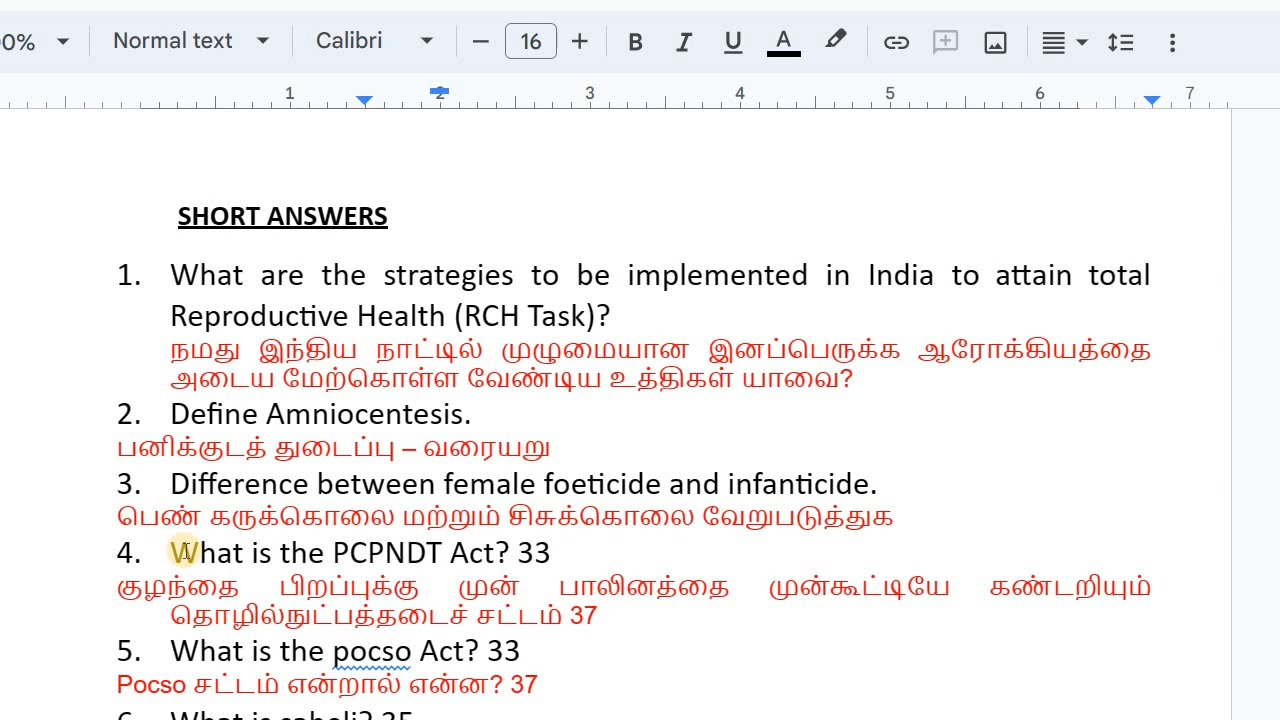 Normal text Calibri — 16 + B I U A
1 2 3 4 5 6 7
SHORT ANSWERS
1. What are the strategies to be implemented in India to attain total
Reproductive Health (RCH Task)?
நமது இந்திய நாட்டில் முழுமையான இனப்பெருக்க ஆரோக்கியத்தை
அடைய மேற்கொள்ள வேண்டிய உத்திகள் யாவை?
2. Define Amniocentesis.
பனிக்குடத் துடைப்பு – வரையறு
3. Difference between female foeticide and infanticide.
பெண் கருக்கொலை மற்றும் சிசுக்கொலை வேறுபடுத்துக
4. What is the PCPNDT Act? 33
குழந்தை பிறப்புக்கு முன் பாலினத்தை முன்கூட்டியே கண்டறியும்
தொழில்நுட்பத்தடைச் சட்டம் 37
5. What is the pocso Act? 33
Pocso சட்டம் என்றால் என்ன? 37